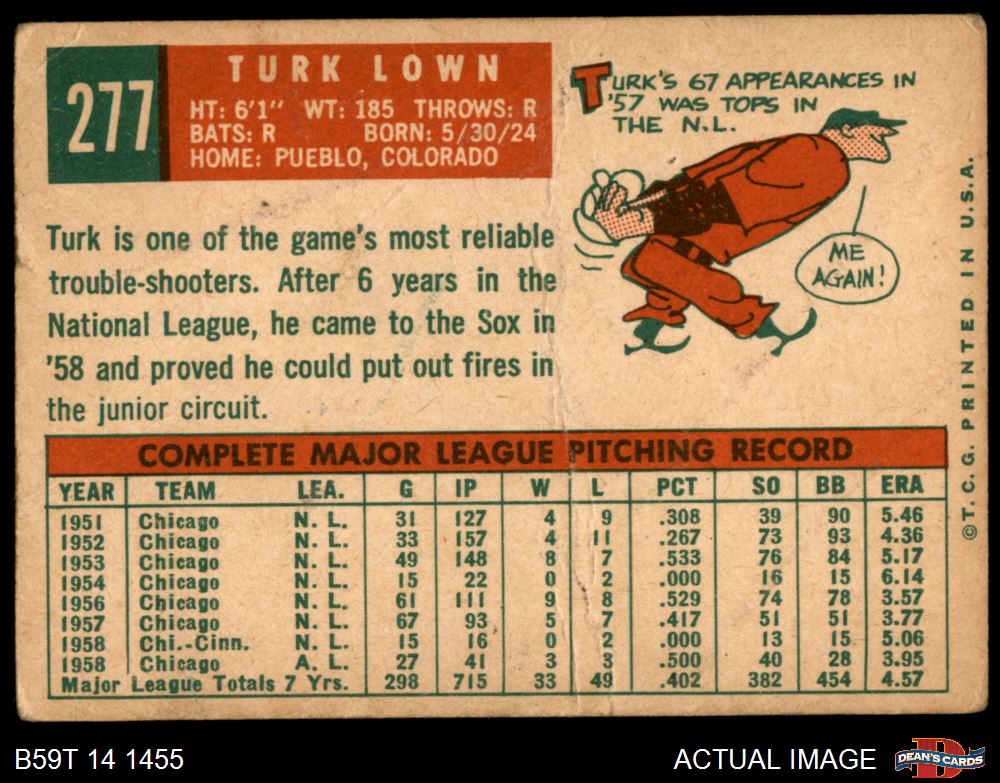 277
TURK LOWN
HT: 6'1" WT: 185 THROWS: R
BATS: R BORN: 5/30/24
HOME: PUEBLO, COLORADO
TURK'S 67 APPEARANCES IN
'57 WAS TOPS IN
THE N.L.
ME
AGAIN!
Turk is one of the game's most reliable
trouble-shooters. After 6 years in the
National League, he came to the Sox in
'58 and proved he could put out fires in
the junior circuit.
COMPLETE MAJOR LEAGUE PITCHING RECORD
YEAR TEAM LEA. G IP W L PCT SO BB ERA
1951 Chicago N. L. 31 127 4 9 .308 39 90 5.46
1952 Chicago N. L. 33 157 4 11 .267 73 93 4.36
1953 Chicago N. L. 49 148 8 7 .533 76 84 5.17
1954 Chicago N. L. 15 22 0 2 .000 16 15 6.14
1956 Chicago N. L. 61 111 9 8 .529 74 78 3.57
1957 Chicago N. L. 67 93 5 7 .417 51 51 3.77
1958 Chi.-Cinn. N. L. 15 16 0 2 .000 13 15 5.06
1958 Chicago A. L. 27 41 3 3 .500 40 28 3.95
Major League Totals 7 Yrs. 298 715 33 49 .402 382 454 4.57
©T. C. G. PRINTED IN U.S.A.
B59T 14 1455
ACTUAL IMAGE
DEAN'S CARDS